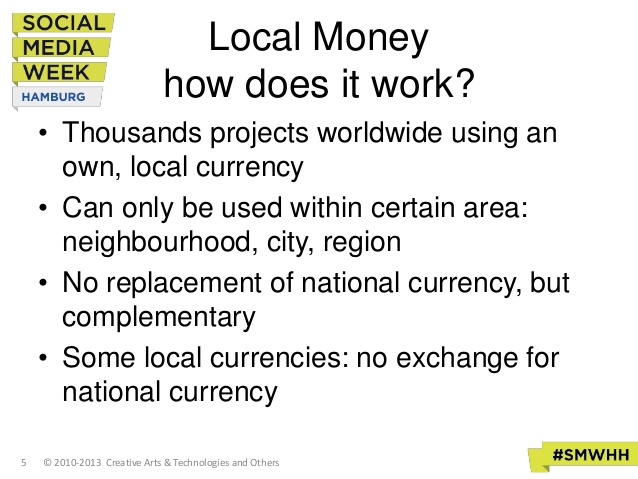 SOCIAL
MEDIA
WEEK
HAMBURG
Local Money
how does it work?
• Thousands projects worldwide using an
own, local currency
• Can only be used within certain area:
neighbourhood, city, region
• No replacement of national currency, but
complementary
• Some local currencies: no exchange for
national currency
5 © 2010-2013 Creative Arts & Technologies and Others
#SMWHH